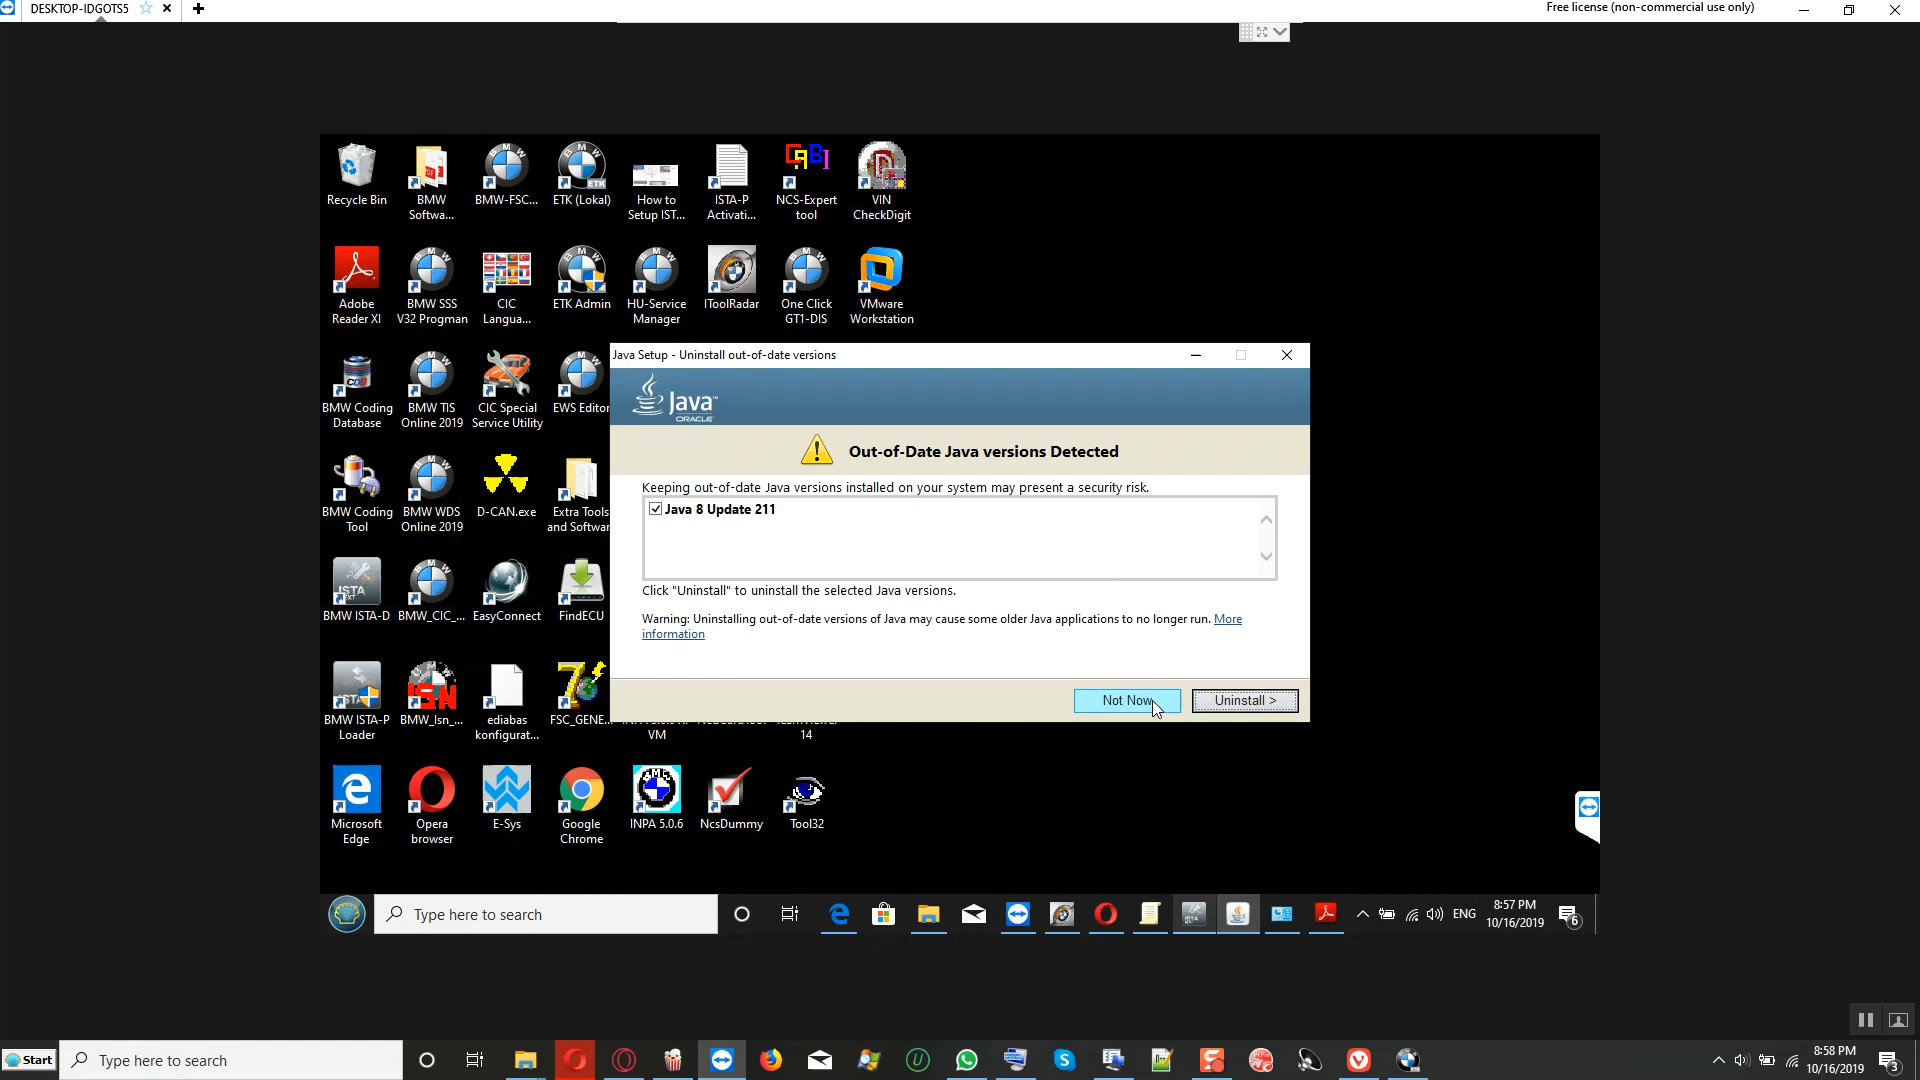 DESKTOP-IDGOTS5
Free license (non-commercial use only)
Recycle Bin
BMW
Softwa...
BMW-FSC...
ETK
ETK (Lokal)
How to
Setup IST...
ISTA-P
Activati...
NCS-Expert
tool
VIN
CheckDigit
Adobe
Reader XI
BMW SSS
V32 Progman
CIC
Langua...
ETK Admin
HU-Service
Manager
IToolRadar
One Click
GT1-DIS
VMware
Workstation
BMW Coding
Database
BMW TIS
Online 2019
CIC Special
Service Utility
EWS Editor
BMW Coding
Tool
BMW WDS
Online 2019
D-CAN.exe
Extra Tools
and Softwar
BMW ISTA-D
BMW_CIC_...
EasyConnect
FindECU
BMW ISTA-P
Loader
BMW_Isn_...
ediabas
konfigurat...
FSC_GENE...
VM
14
Microsoft
Edge
Opera
browser
E-Sys
Google
Chrome
INPA 5.0.6
NcsDummy
Tool32
Java Setup - Uninstall out-of-date versions
Java
ORACLE
Out-of-Date Java versions Detected
Keeping out-of-date Java versions installed on your system may present a security risk.
Java 8 Update 211
Click "Uninstall" to uninstall the selected Java versions.
Warning: Uninstalling out-of-date versions of Java may cause some older Java applications to no longer run. More
information
Not Now
Uninstall >
Type here to search
ENG
8:57 PM
10/16/2019
6
Start
Type here to search
8:58 PM
10/16/2019
3